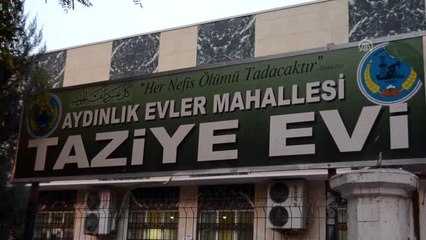 "Her Nefis Ölümü Tadacaktır"
AYDINLIK EVLER MAHALLESİ
TAZİYE EVİ